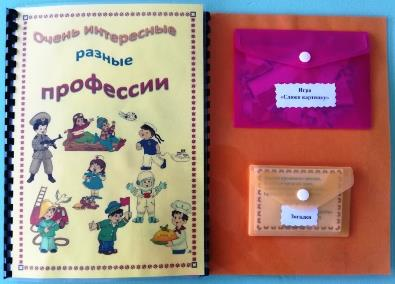 Очень интересные
разные
профессии
Игра
«Сложи картинку»
Загадки